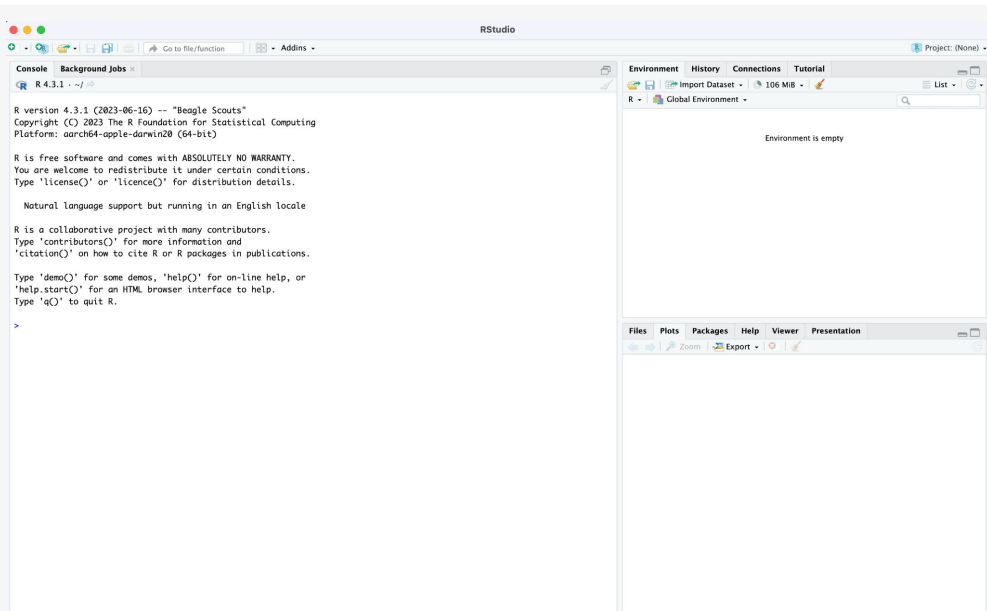 RStudio
Go to file/function
Addins
Project: (None)
Console Background Jobs
R 4.3.1 · ~/
R version 4.3.1 (2023-06-16) -- "Beagle Scouts"
Copyright (C) 2023 The R Foundation for Statistical Computing
Platform: aarch64-apple-darwin20 (64-bit)
R is free software and comes with ABSOLUTELY NO WARRANTY.
You are welcome to redistribute it under certain conditions.
Type 'license()' or 'licence()' for distribution details.
Natural language support but running in an English locale
R is a collaborative project with many contributors.
Type 'contributors()' for more information and
'citation()' on how to cite R or R packages in publications.
Type 'demo()' for some demos, 'help()' for on-line help, or
'help.start()' for an HTML browser interface to help.
Type 'q()' to quit R.
>
Environment History Connections Tutorial
Import Dataset 106 MiB List
R Global Environment
Environment is empty
Files Plots Packages Help Viewer Presentation
Zoom Export